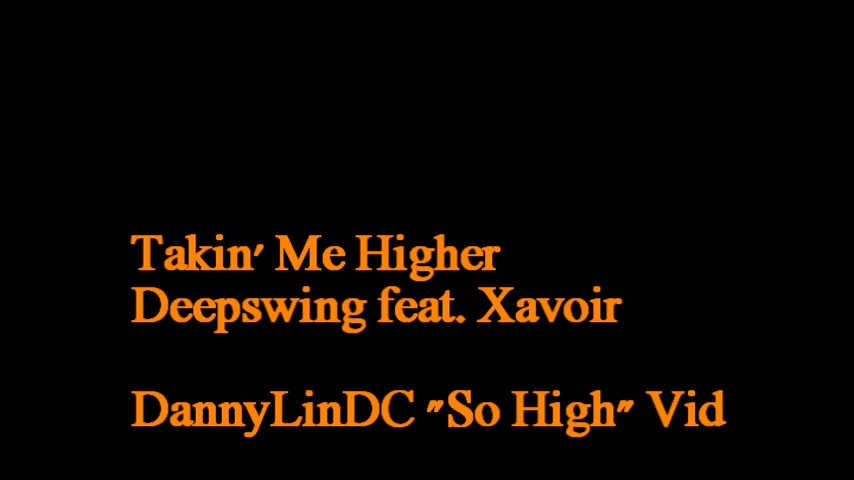 Takin' Me Higher
Deepswing feat. Xavoir
DannyLinDC "So High" Vid